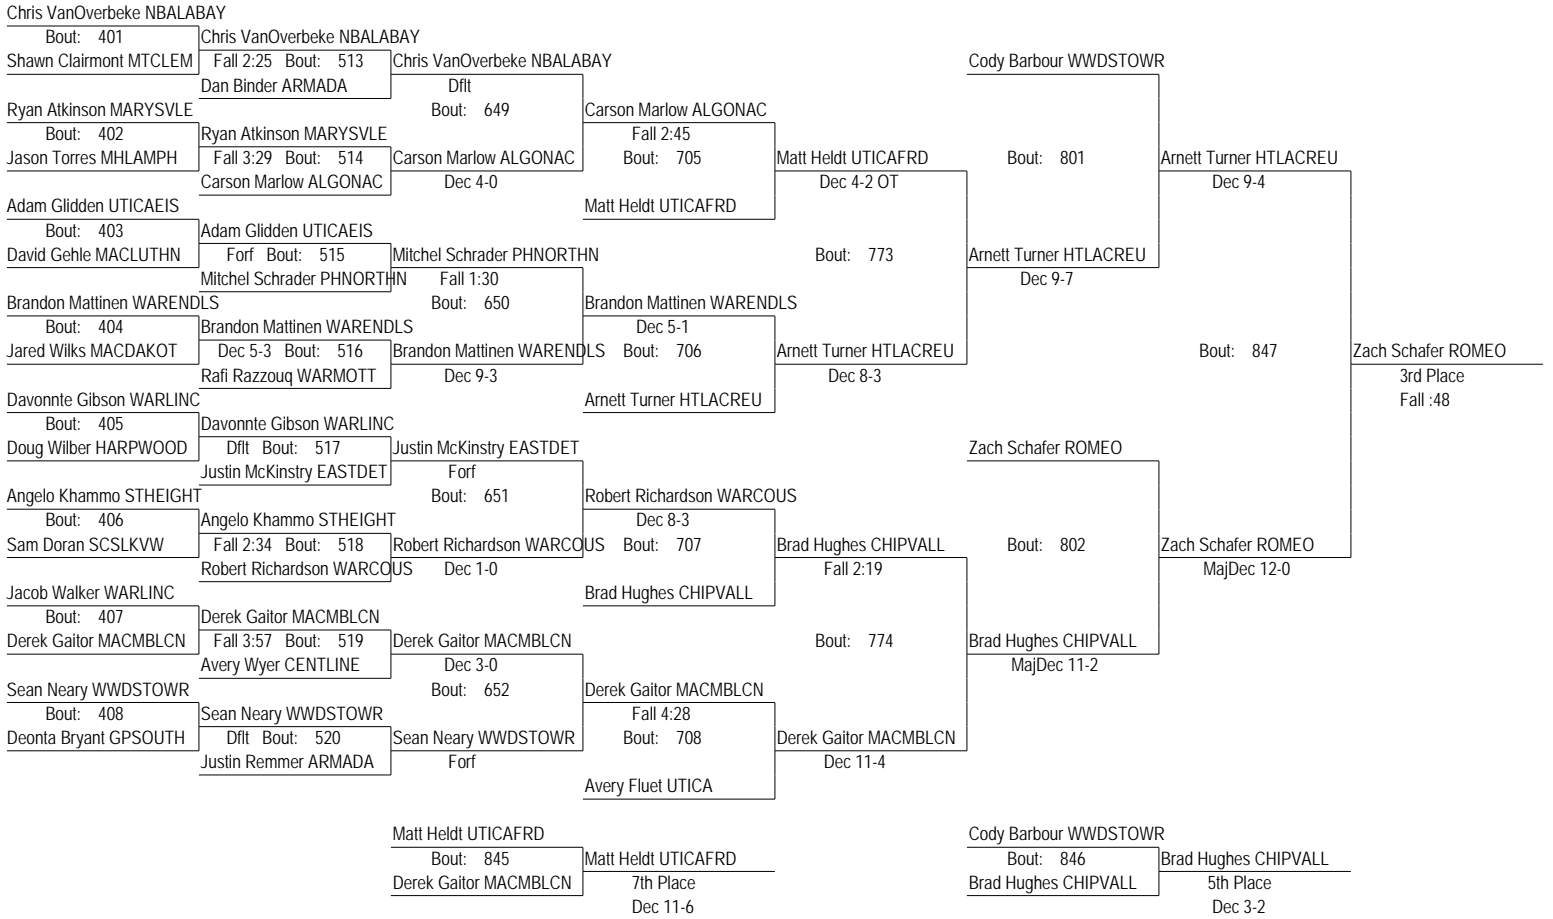 Chris VanOverbeke NBALABAY
Bout: 401
Shawn Clairmont MTCLEM
Ryan Atkinson MARYSVLE
Bout: 402
Jason Torres MHLAMPH
Adam Glidden UTICAEIS
Bout: 403
David Gehle MACLUTHN
Brandon Mattinen WARENDLS
Bout: 404
Jared Wilks MACDAKOT
Davonnte Gibson WARLINC
Bout: 405
Doug Wilber HARPWOOD
Angelo Khammo STHEIGHT
Bout: 406
Sam Doran SCSLKVW
Jacob Walker WARLINC
Bout: 407
Derek Gaitor MACMBLCN
Sean Neary WWDSTOWR
Bout: 408
Deonta Bryant GPSOUTH
Chris VanOverbeke NBALABAY
Fall 2:25 Bout: 513
Dan Binder ARMADA
Ryan Atkinson MARYSVLE
Fall 3:29 Bout: 514
Carson Marlow ALGONAC
Adam Glidden UTICAEIS
Forf Bout: 515
Mitchel Schrader PHNORTHN
Brandon Mattinen WARENDLS
Dec 5-3 Bout: 516
Rafi Razzouq WARMOTT
Davonnte Gibson WARLINC
Dflt Bout: 517
Justin McKinstry EASTDET
Angelo Khammo STHEIGHT
Fall 2:34 Bout: 518
Robert Richardson WARCOUS
Derek Gaitor MACMBLCN
Fall 3:57 Bout: 519
Avery Wyer CENTLINE
Sean Neary WWDSTOWR
Dflt Bout: 520
Justin Remmer ARMADA
Chris VanOverbeke NBALABAY
Dflt
Bout: 649
Carson Marlow ALGONAC
Dec 4-0
Mitchel Schrader PHNORTHN
Fall 1:30
Bout: 650
Brandon Mattinen WARENDLS
Dec 9-3
Justin McKinstry EASTDET
Forf
Bout: 651
Robert Richardson WARCOUS
Dec 1-0
Derek Gaitor MACMBLCN
Dec 3-0
Bout: 652
Sean Neary WWDSTOWR
Forf
Carson Marlow ALGONAC
Fall 2:45
Bout: 705
Matt Heldt UTICAFRD
Brandon Mattinen WARENDLS
Dec 5-1
Bout: 706
Arnett Turner HTLACREU
Robert Richardson WARCOUS
Dec 8-3
Bout: 707
Brad Hughes CHIPVALL
Derek Gaitor MACMBLCN
Fall 4:28
Bout: 708
Avery Fluet UTICA
Matt Heldt UTICAFRD
Dec 4-2 OT
Bout: 773
Arnett Turner HTLACREU
Dec 8-3
Brad Hughes CHIPVALL
Fall 2:19
Bout: 774
Derek Gaitor MACMBLCN
Dec 11-4
Cody Barbour WWDSTOWR
Bout: 801
Arnett Turner HTLACREU
Dec 9-7
Zach Schafer ROMEO
Bout: 802
Brad Hughes CHIPVALL
MajDec 11-2
Arnett Turner HTLACREU
Dec 9-4
Bout: 847
Zach Schafer ROMEO
MajDec 12-0
Zach Schafer ROMEO
3rd Place
Fall :48
Matt Heldt UTICAFRD
Bout: 845
Derek Gaitor MACMBLCN
Matt Heldt UTICAFRD
7th Place
Dec 11-6
Cody Barbour WWDSTOWR
Bout: 846
Brad Hughes CHIPVALL
Brad Hughes CHIPVALL
5th Place
Dec 3-2